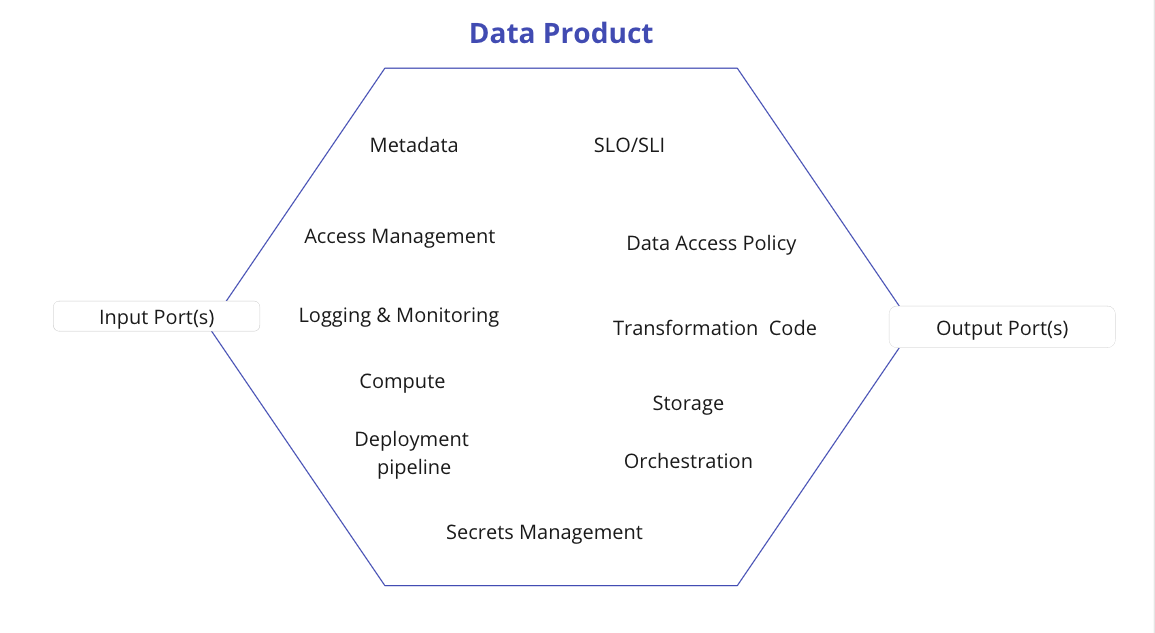 Data Product
Metadata
SLO/SLI
Access Management
Data Access Policy
Input Port(s)
Logging & Monitoring
Transformation  Code
Output Port(s)
Compute
Storage
Deployment
pipeline
Orchestration
Secrets Management